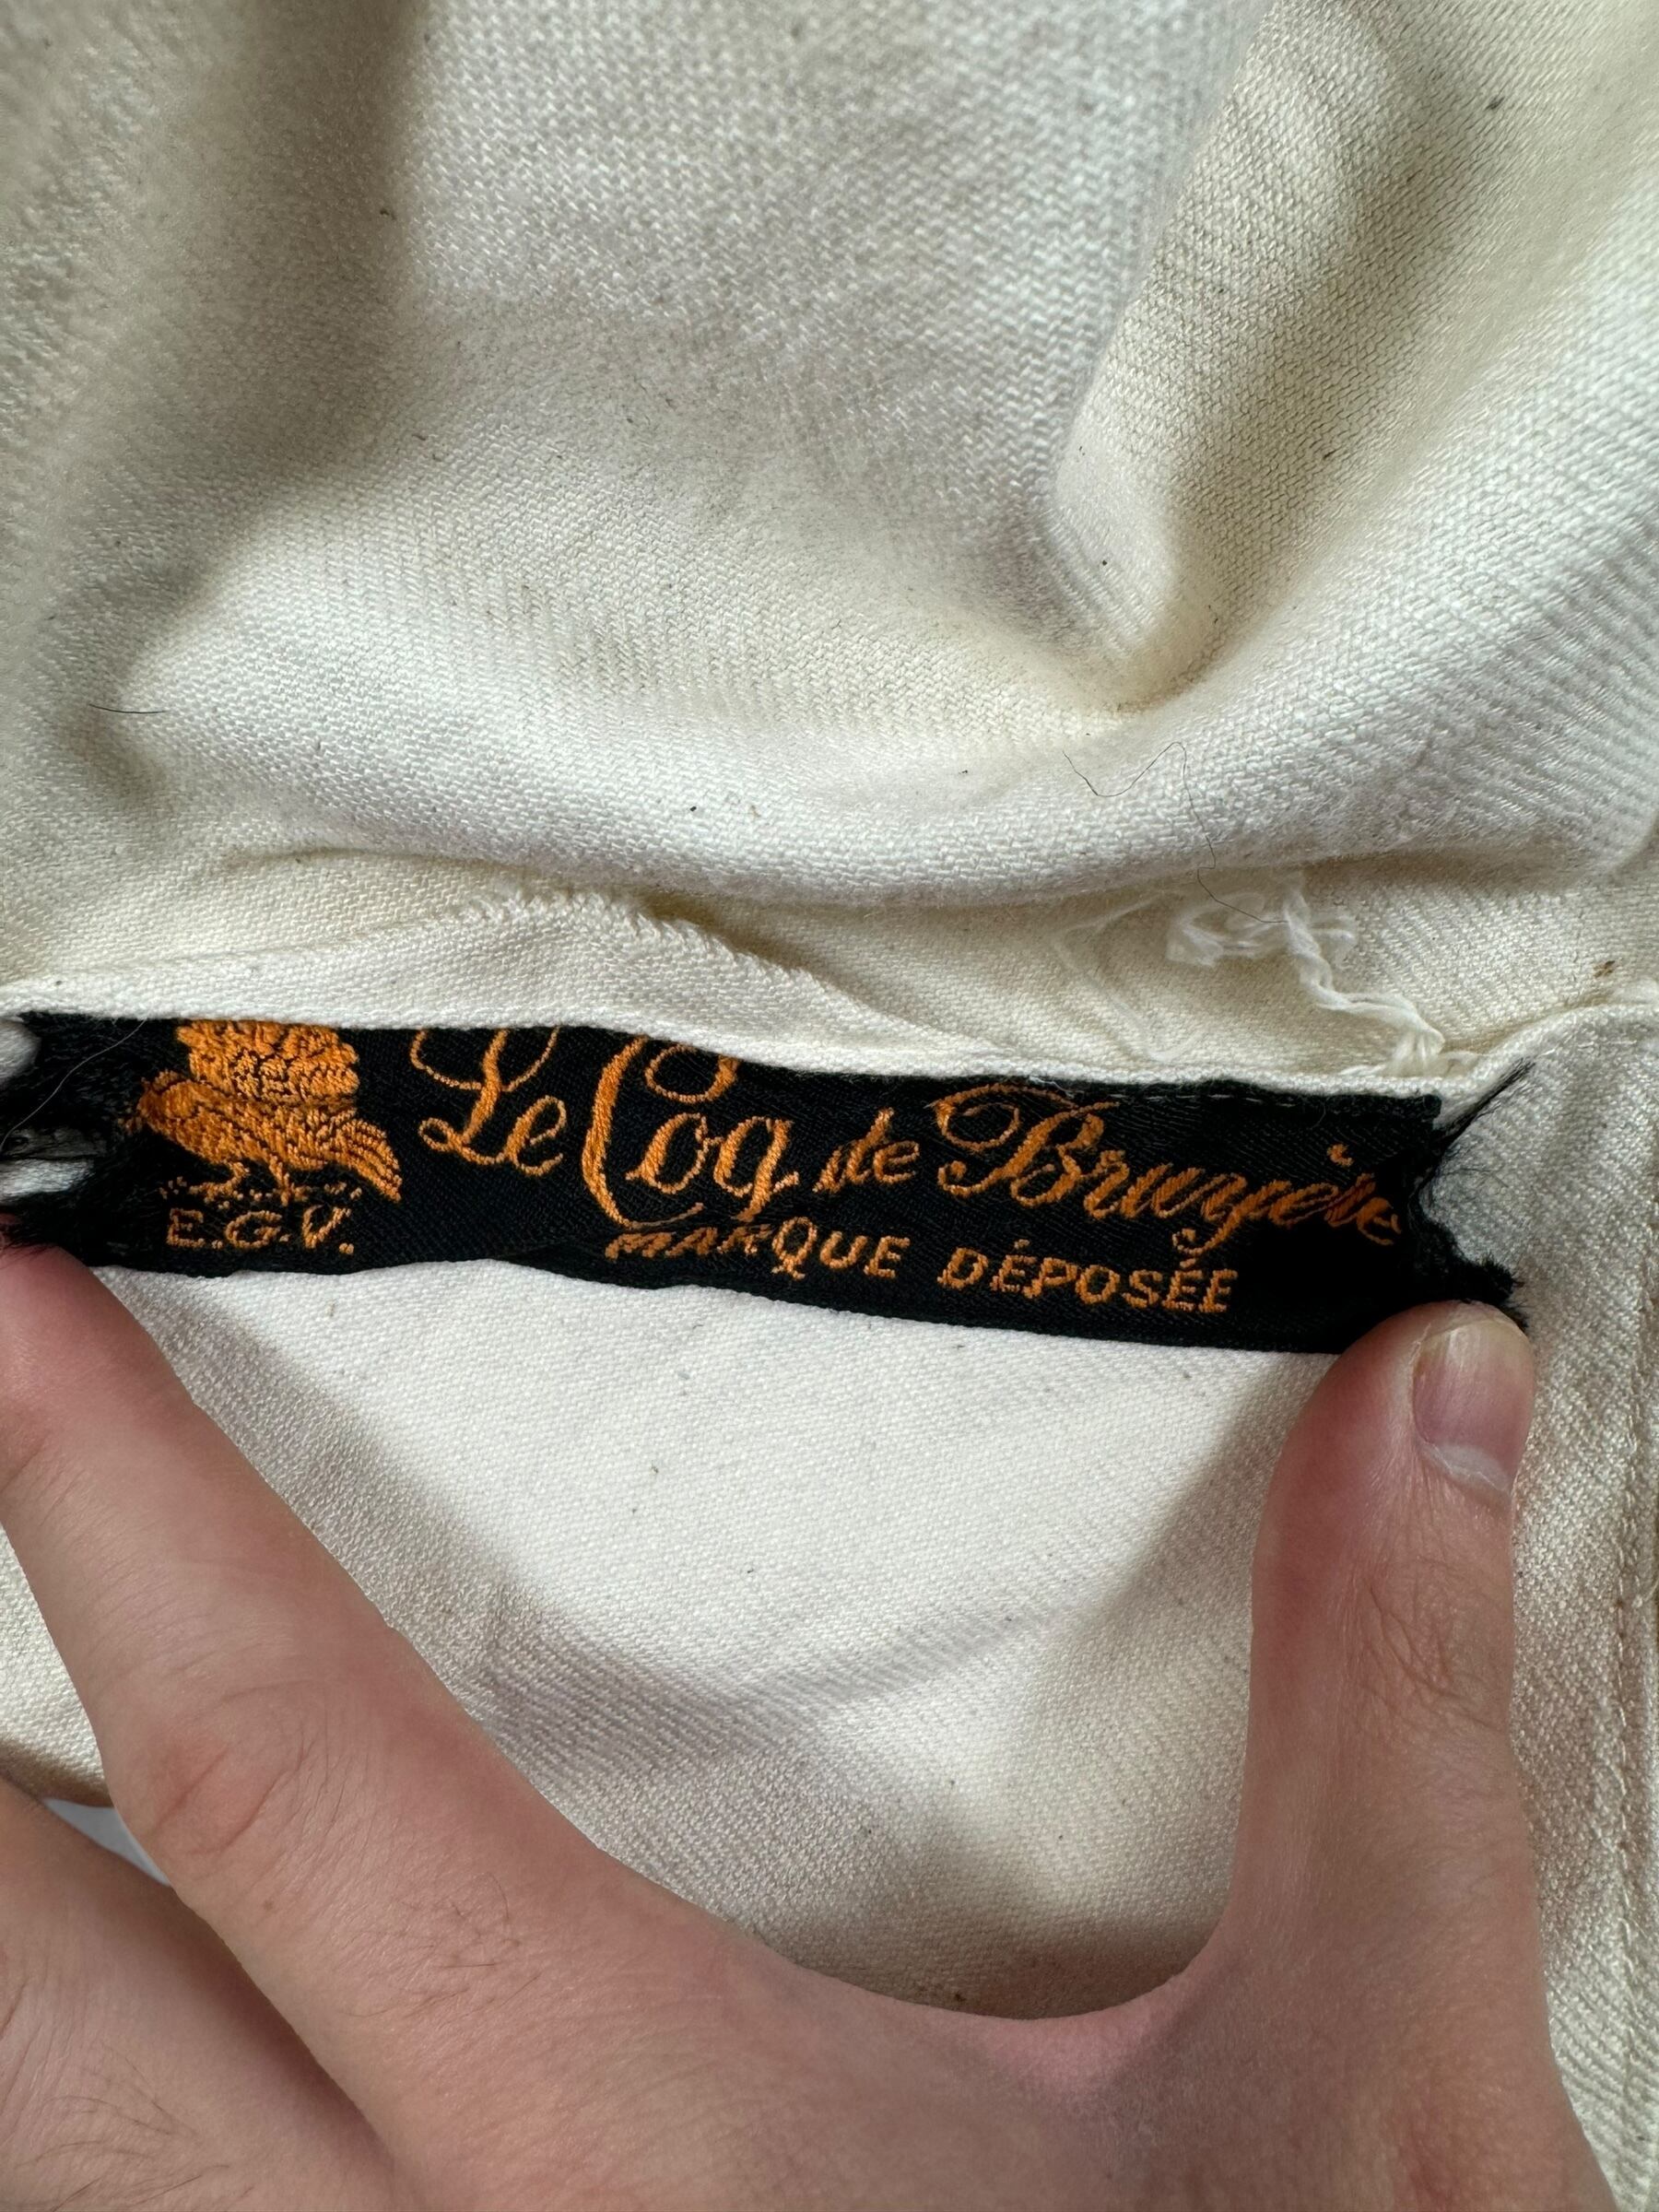 Le Coq de Bruyère
E.G.V.
MARQUE DÉPOSÉE